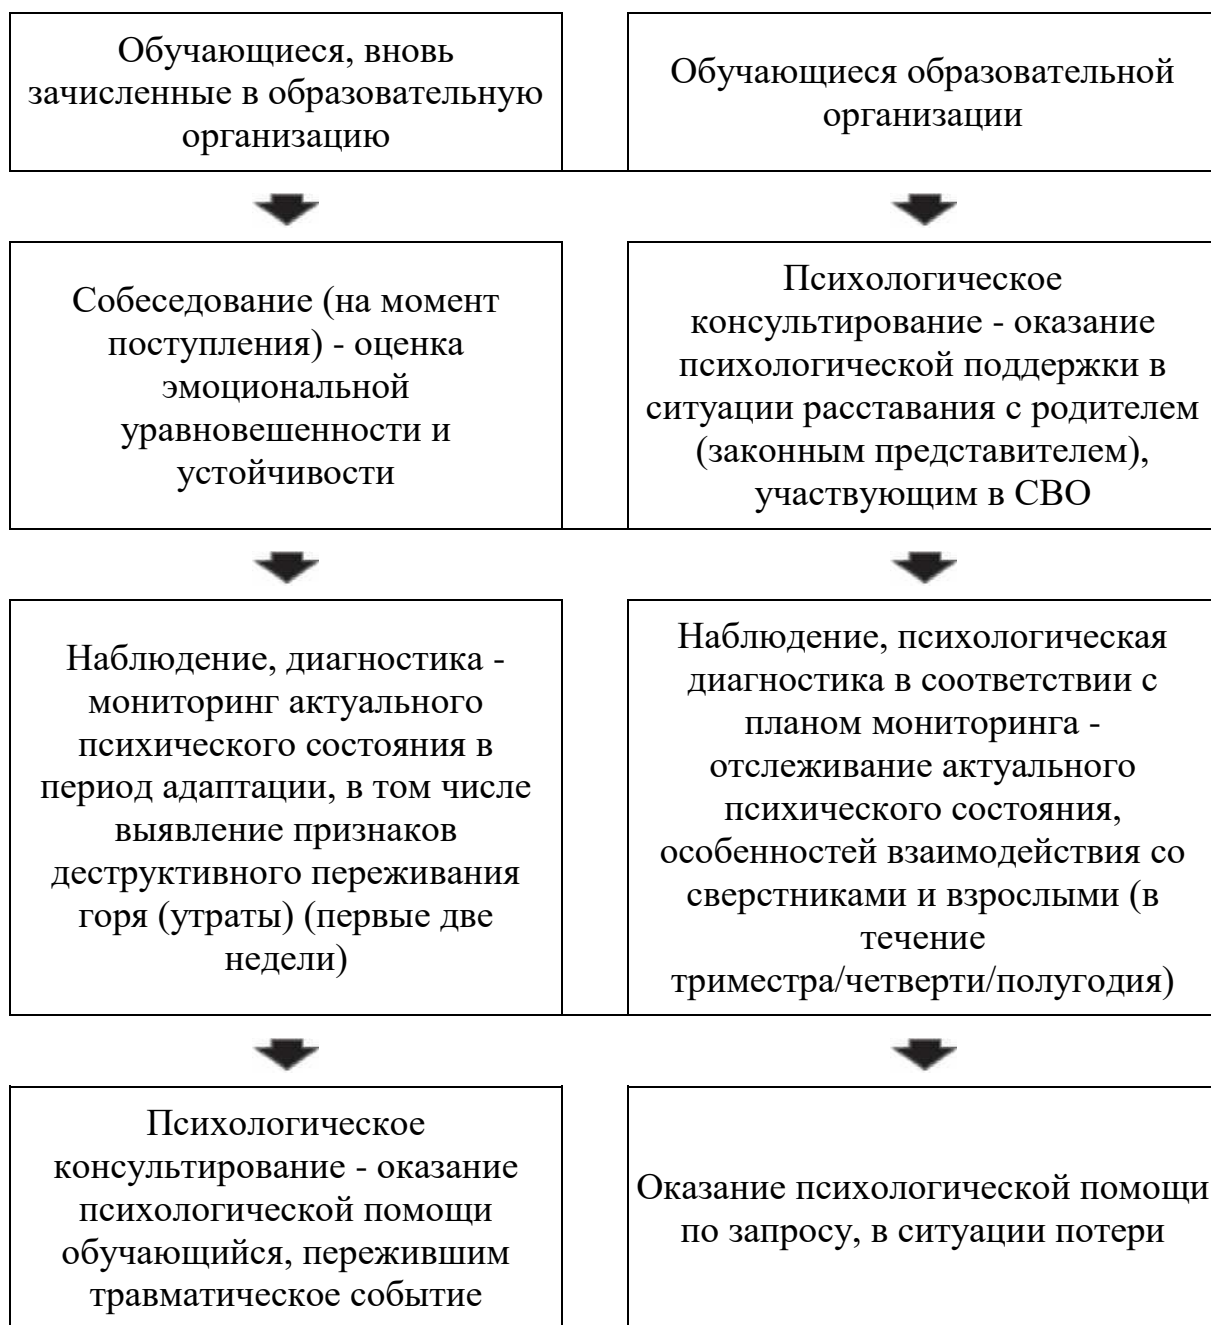 Обучающиеся, вновь
зачисленные в образовательную
организацию
Обучающиеся образовательной
организации
Собеседование (на момент
поступления) - оценка
эмоциональной
уравновешенности и
устойчивости
Психологическое
консультирование - оказание
психологической поддержки в
ситуации расставания с родителем
(законным представителем),
участвующим в СВО
Наблюдение, диагностика -
мониторинг актуального
психического состояния в
период адаптации, в том числе
выявление признаков
деструктивного переживания
горя (утраты) (первые две
недели)
Наблюдение, психологическая
диагностика в соответствии с
планом мониторинга -
отслеживание актуального
психического состояния,
особенностей взаимодействия со
сверстниками и взрослыми (в
течение
триместра/четверти/полугодия)
Психологическое
консультирование - оказание
психологической помощи
обучающийся, пережившим
травматическое событие
Оказание психологической помощи
по запросу, в ситуации потери